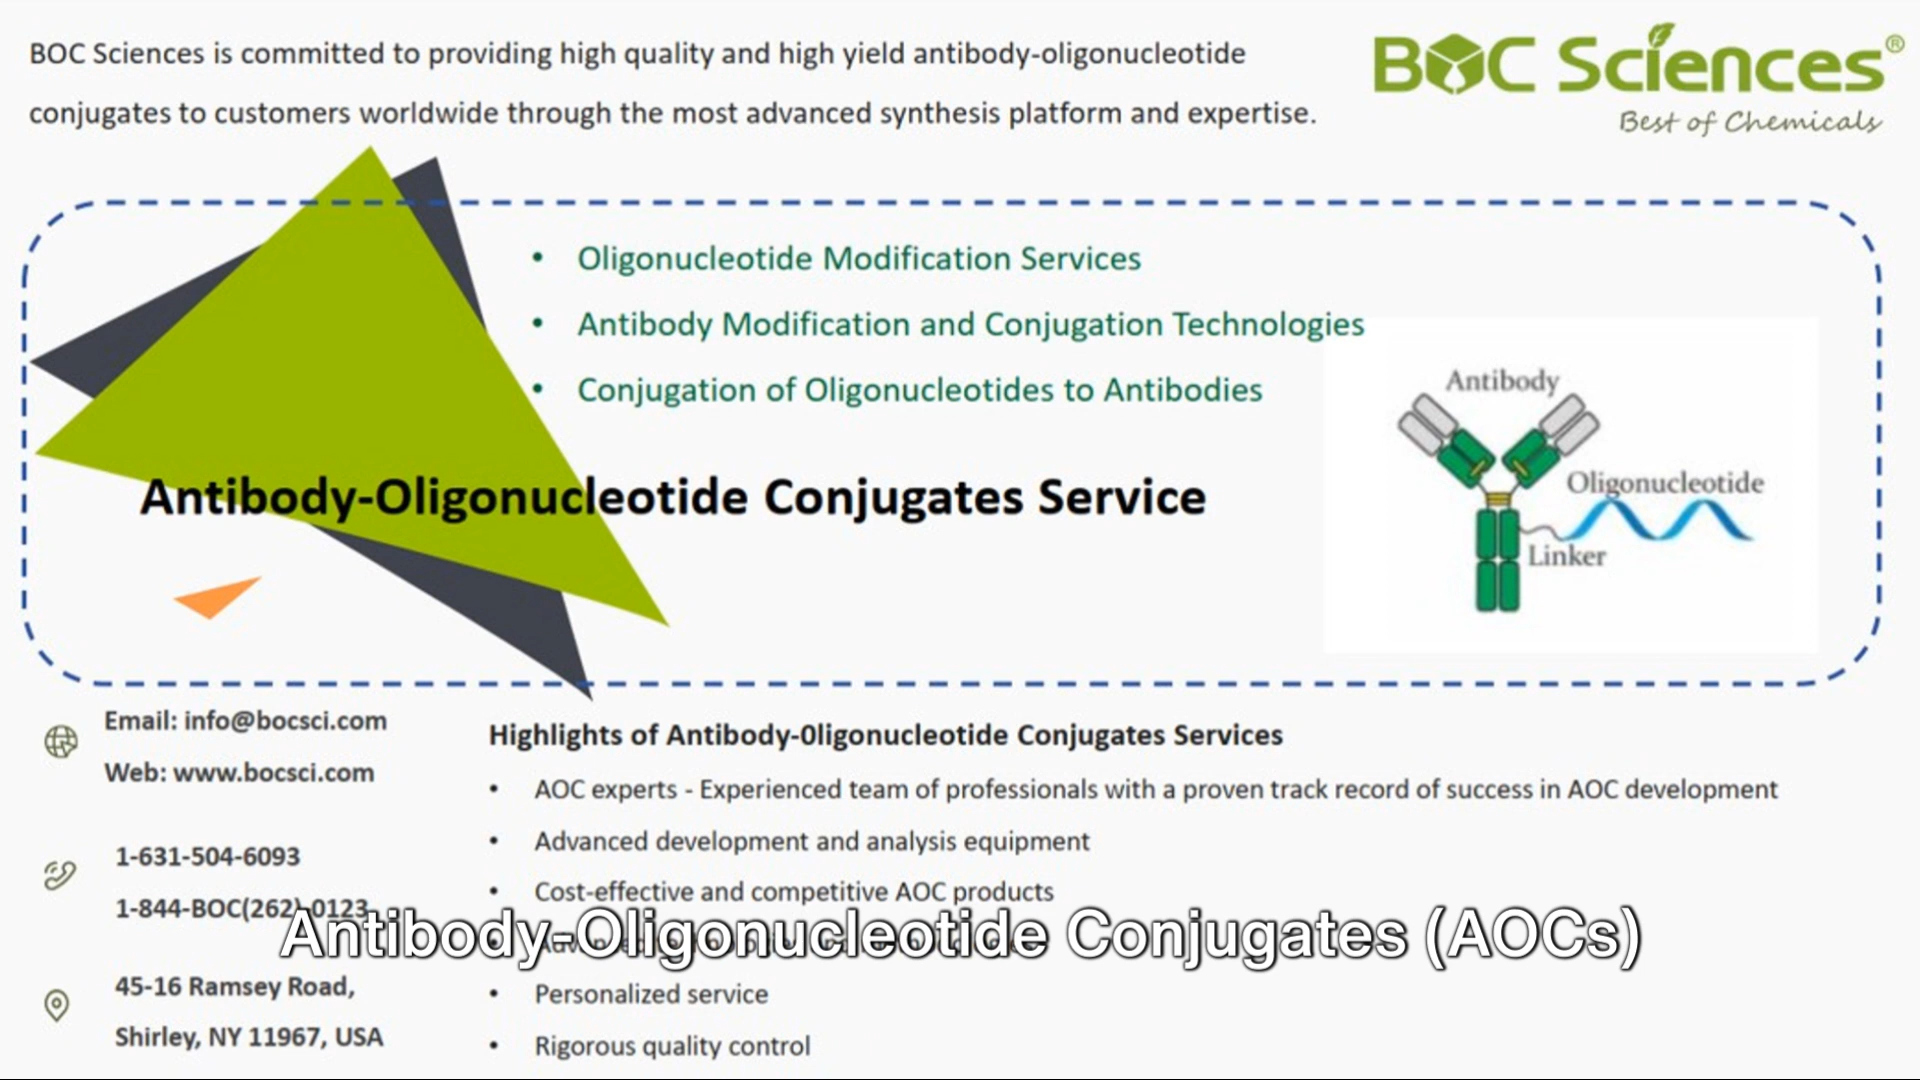 BOC Sciences is committed to providing high quality and high yield antibody-oligonucleotide
conjugates to customers worldwide through the most advanced synthesis platform and expertise.
BOC Sciences®
Best of Chemicals
• Oligonucleotide Modification Services
• Antibody Modification and Conjugation Technologies
• Conjugation of Oligonucleotides to Antibodies
Antibody-Oligonucleotide Conjugates Service
Antibody
Oligonucleotide
Linker
Email: info@bocsci.com
Web: www.bocsci.com
1-631-504-6093
1-844-BOC(262)-0123
45-16 Ramsey Road,
Shirley, NY 11967, USA
Highlights of Antibody-0ligonucleotide Conjugates Services
• AOC experts - Experienced team of professionals with a proven track record of success in AOC development
• Advanced development and analysis equipment
• Cost-effective and competitive AOC products
• Personalized service
• Rigorous quality control
Antibody-Oligonucleotide Conjugates (AOCs)